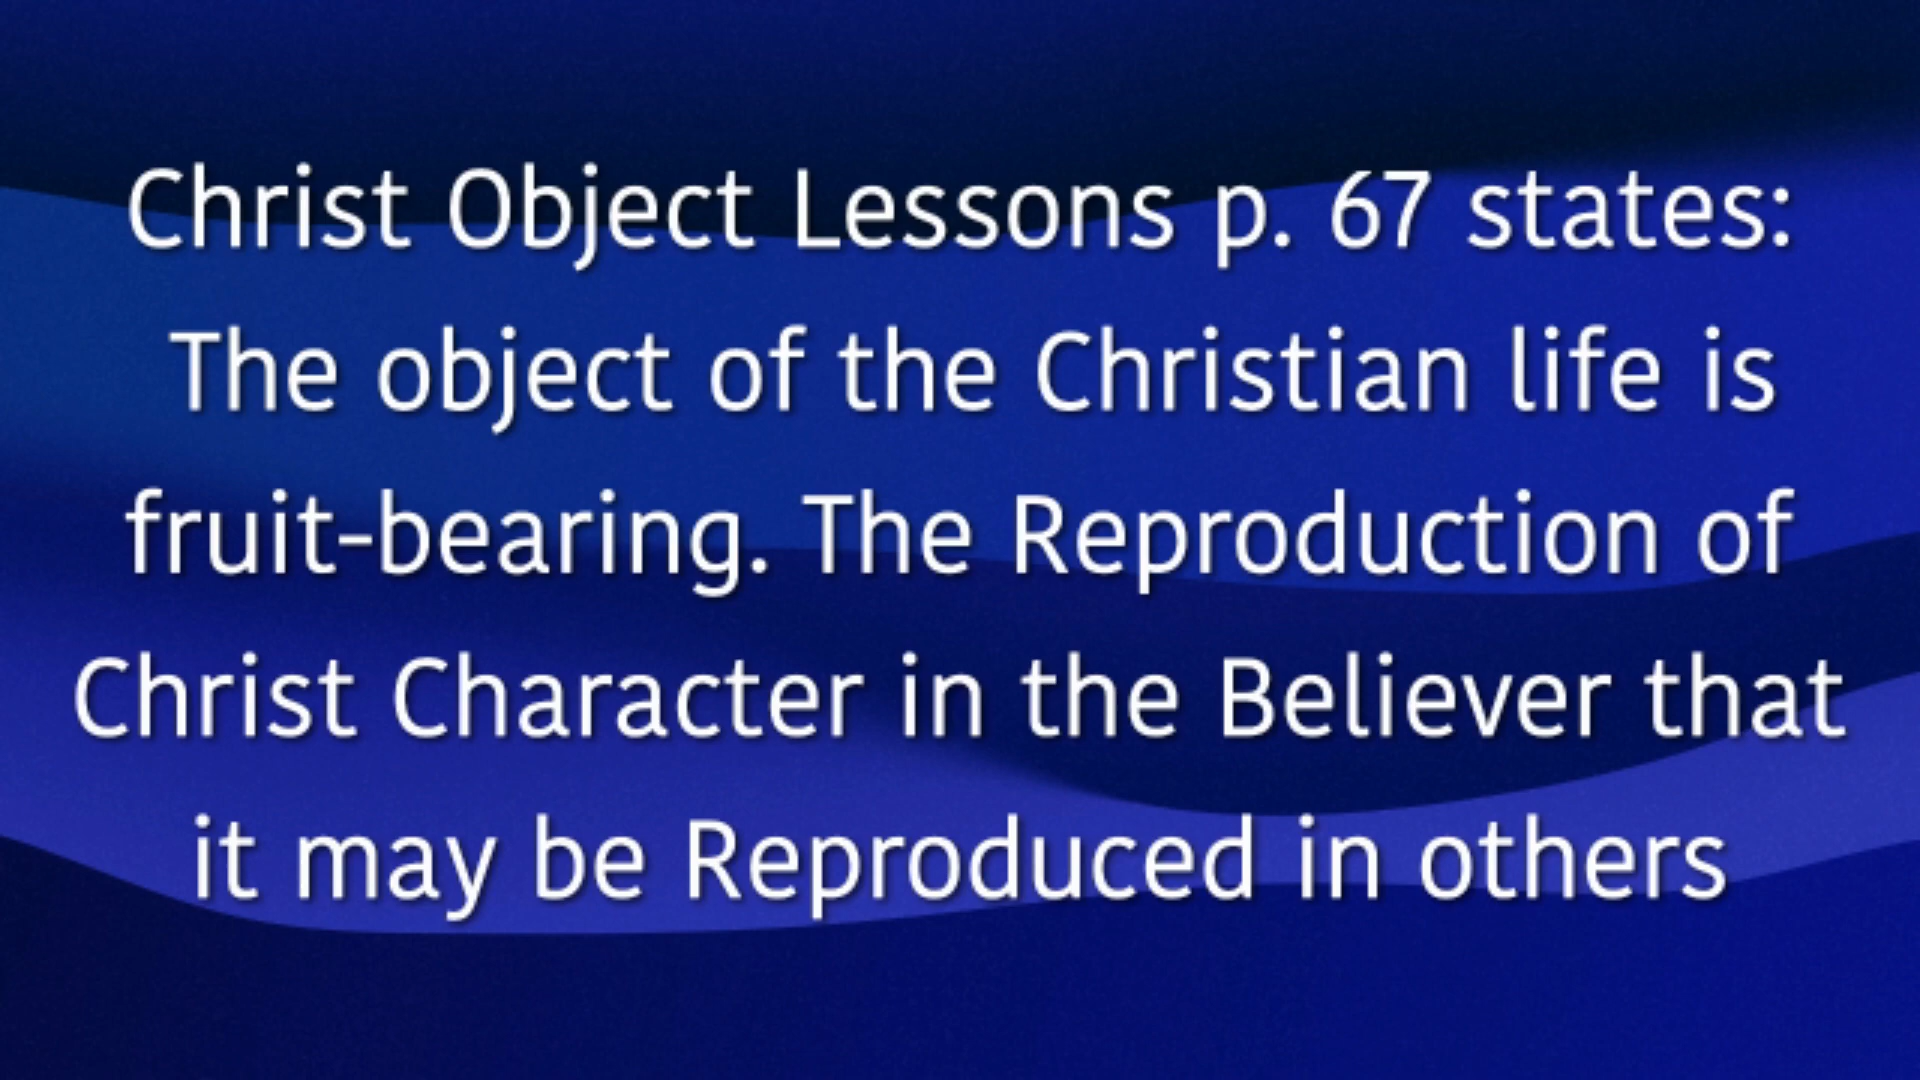 Christ Object Lessons p. 67 states:
The object of the Christian life is
fruit-bearing. The Reproduction of
Christ Character in the Believer that
it may be Reproduced in others